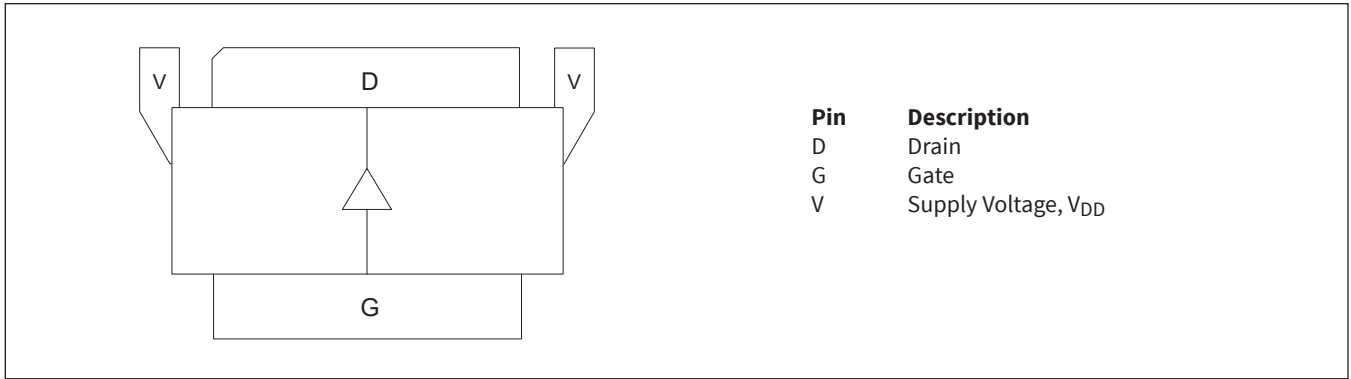 V D V
G
Pin Description
D Drain
G Gate
V Supply Voltage, VDD